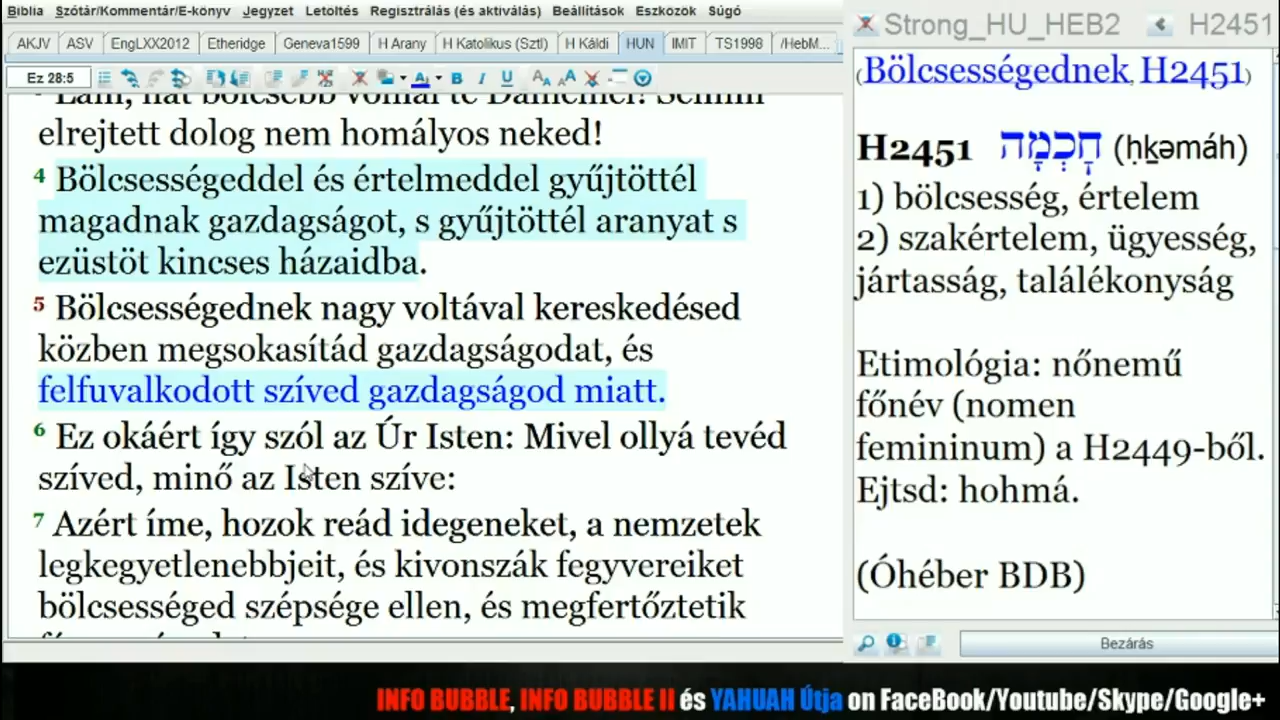 Biblia Szótár/Kommentár/E-könyv Jegyzet Letoltés Regisztrálás (és aktiválás) Beállítások Eszközök Súgó
AKJV ASV EngLXX2012 Etheridge Geneva1599 H Arany H Katolikus (Sztl) H Káldi HUN IMIT TS1998 /HebM...
Ez 28:5
elrejtett dolog nem homályos neked!
4 Bölcsességeddel és értelmeddel gyűjtöttél
magadnak gazdagságot, s gyűjtöttél aranyat s
ezüstöt kincses házaidba.
5 Bölcsességednek nagy voltával kereskedésed
közben megsokasítád gazdagságodat, és
felfuvalkodott szíved gazdagságod miatt.
6 Ez okáért így szól az Úr Isten: Mivel ollyá tevéd
szíved, minő az Isten szíve:
7 Azért íme, hozok reád idegeneket, a nemzetek
legkegyetlenebbjeit, és kivonszák fegyvereiket
bölcsességed szépsége ellen, és megfertőztetik
Strong_HU_HEB2 H2451
(Bölcsességednek, H2451)
H2451 חָכְמָה (ḥḵəmáh)
1) bölcsesség, értelem
2) szakértelem, ügyesség,
jártasság, találékonyság
Etimológia: nőnemű
főnév (nomen
femininum) a H2449-ből.
Ejtsd: hohmá.
(Óhéber BDB)
Bezárás
INFO BUBBLE, INFO BUBBLE II és YAHUAH Útja on FaceBook/Youtube/Skype/Google+